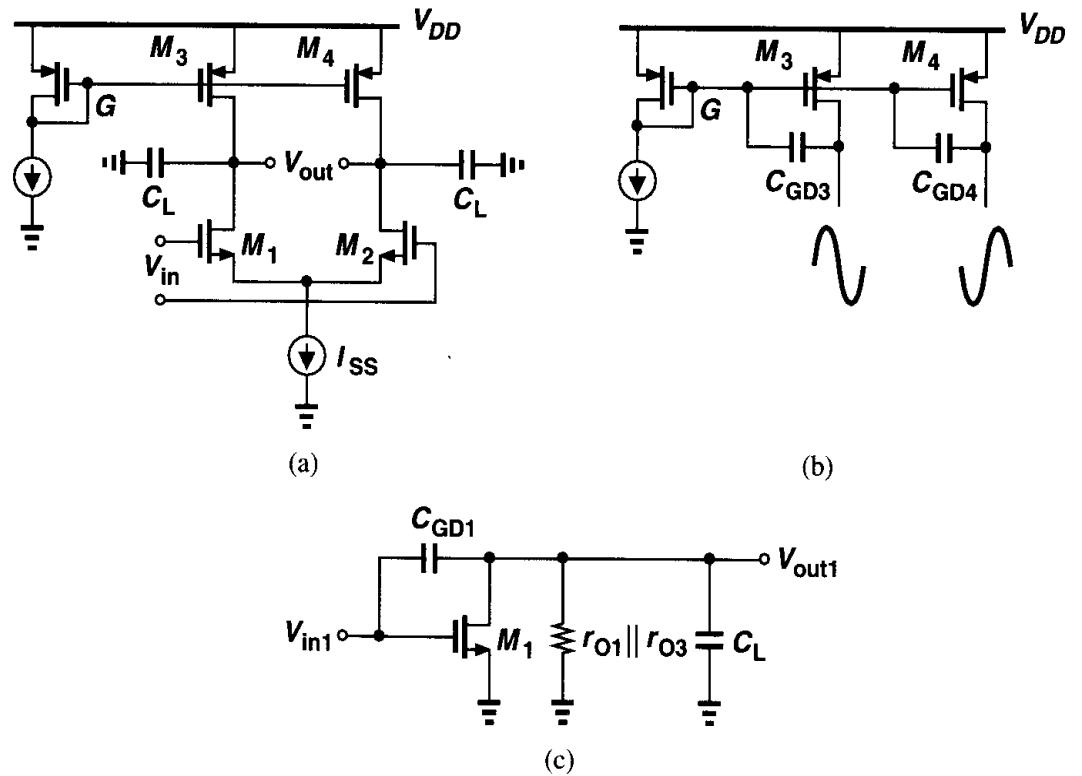 V_DD
M_3
M_4
G
V_out
C_L
C_L
M_1
M_2
V_in
I_SS
(a)
V_DD
M_3
M_4
G
C_GD3
C_GD4
(b)
C_GD1
V_out1
V_in1
M_1
r_O1 || r_O3
C_L
(c)